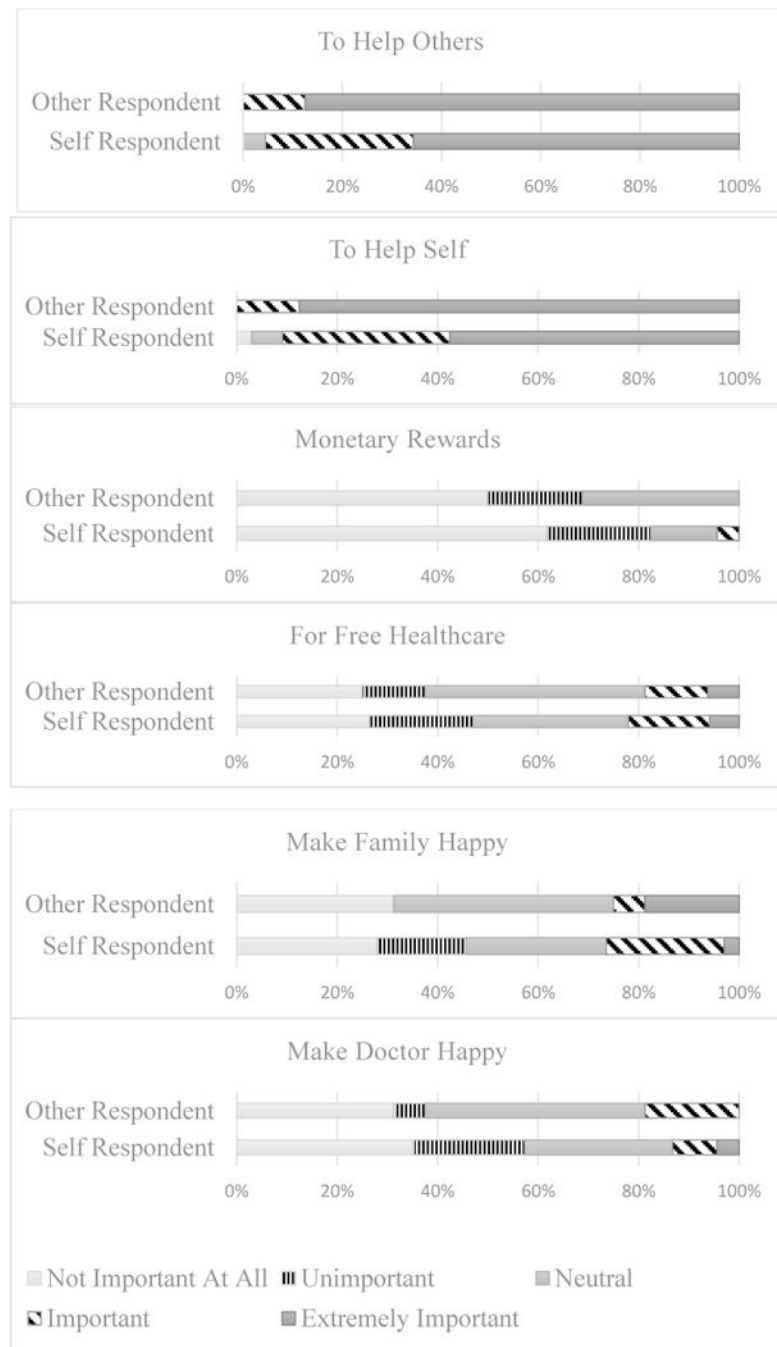 To Help Others
Other Respondent
Self Respondent
0% 20% 40% 60% 80% 100%
To Help Self
Other Respondent
Self Respondent
0% 20% 40% 60% 80% 100%
Monetary Rewards
Other Respondent
Self Respondent
0% 20% 40% 60% 80% 100%
For Free Healthcare
Other Respondent
Self Respondent
0% 20% 40% 60% 80% 100%
Make Family Happy
Other Respondent
Self Respondent
0% 20% 40% 60% 80% 100%
Make Doctor Happy
Other Respondent
Self Respondent
0% 20% 40% 60% 80% 100%
Not Important At All Unimportant Neutral
Important Extremely Important